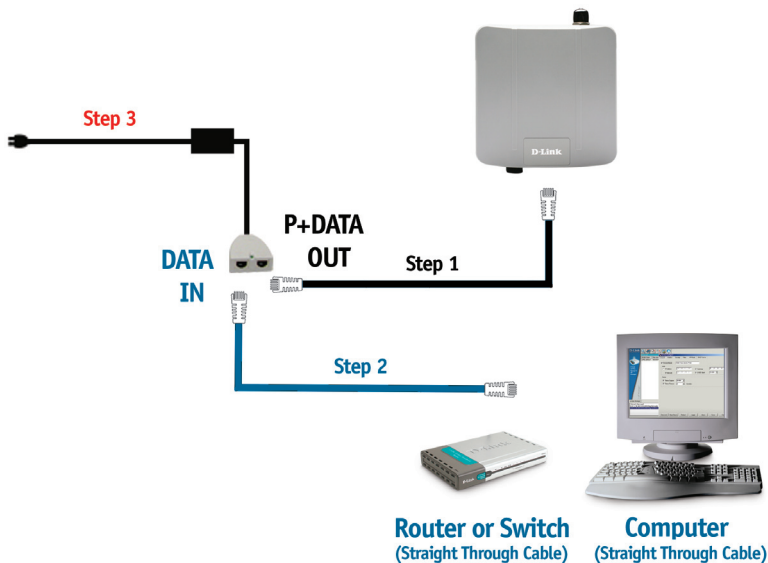 Step 3
D-Link
P+DATA
OUT
DATA
IN
Step 1
Step 2
D-Link
Router or Switch
(Straight Through Cable)
Computer
(Straight Through Cable)